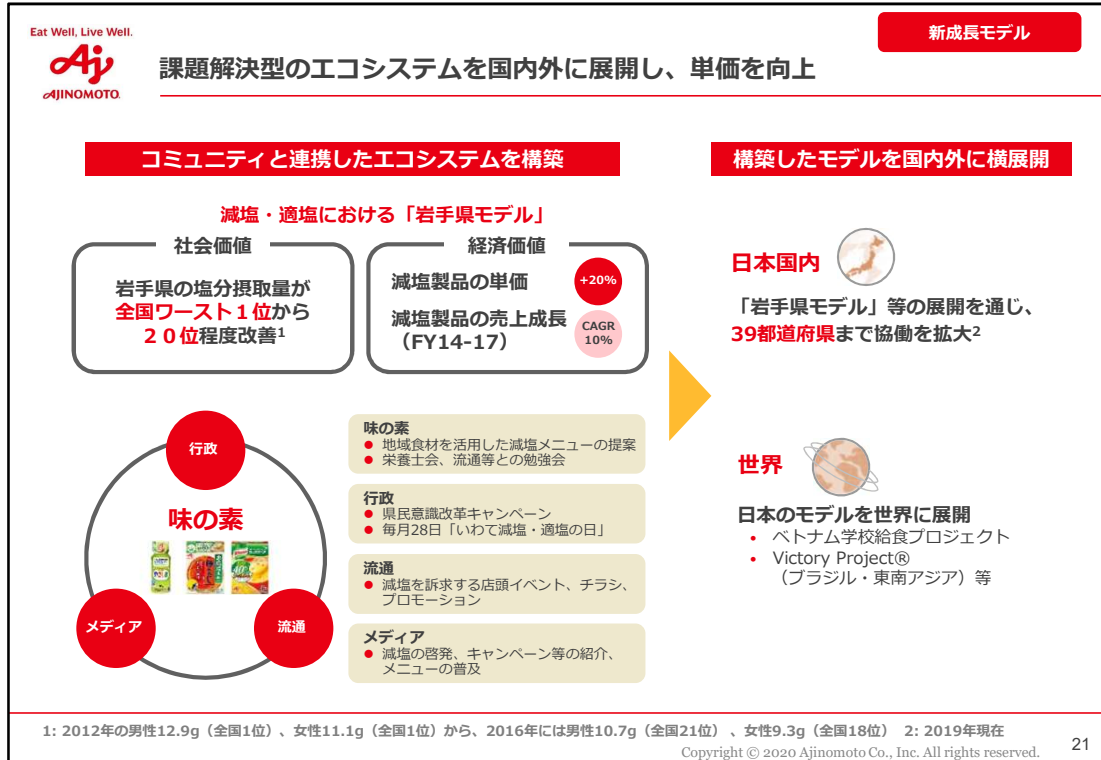 Eat Well, Live Well.
AJINOMOTO
新成長モデル
課題解決型のエコシステムを国内外に展開し、単価を向上
コミュニティと連携したエコシステムを構築
減塩・適塩における「岩手県モデル」
社会価値
岩手県の塩分摂取量が
全国ワースト１位から
２０位程度改善1
経済価値
減塩製品の単価
+20%
減塩製品の売上成長
（FY14-17）
CAGR
10%
行政
味の素
メディア
流通
味の素
● 地域食材を活用した減塩メニューの提案
● 栄養士会、流通等との勉強会
行政
● 県民意識改革キャンペーン
● 毎月28日「いわて減塩・適塩の日」
流通
● 減塩を訴求する店頭イベント、チラシ、
プロモーション
メディア
● 減塩の啓発、キャンペーン等の紹介、
メニューの普及
構築したモデルを国内外に横展開
日本国内
「岩手県モデル」等の展開を通じ、
39都道府県まで協働を拡大2
世界
日本のモデルを世界に展開
• ベトナム学校給食プロジェクト
• Victory Project®
（ブラジル・東南アジア）等
1: 2012年の男性12.9g（全国1位）、女性11.1g（全国1位）から、2016年には男性10.7g（全国21位）、女性9.3g（全国18位） 2: 2019年現在
Copyright © 2020 Ajinomoto Co., Inc. All rights reserved.
21